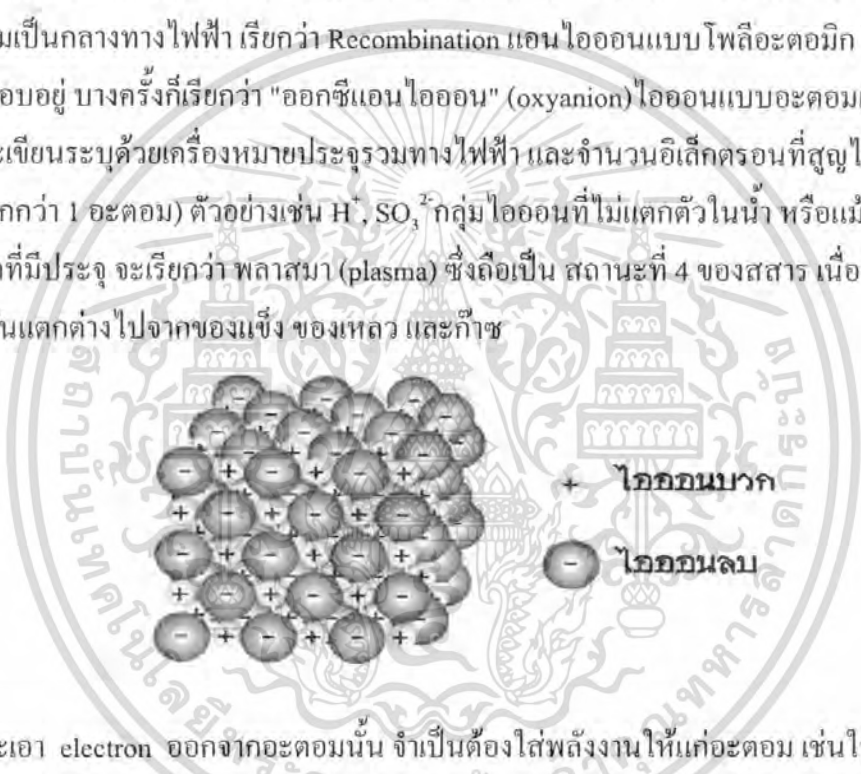 มเป็นกลางทางไฟฟ้า เรียกว่า Recombination แอนไอออนแบบโพลีอะตอมิก
อบอยู่ บางครั้งก็เรียกว่า "ออกซีแอนไอออน" (oxyanion) ไอออนแบบอะตอม
ะเขียนระบุด้วยเครื่องหมายประจุรวมทางไฟฟ้า และจำนวนอิเล็กตรอนที่สูญ
กกว่า 1 อะตอม) ตัวอย่างเช่น H⁺, SO₃²⁻ กลุ่มไอออนที่ไม่แตกตัวในน้ำ หรือแม้
ที่มีประจุ จะเรียกว่า พลาสมา (plasma) ซึ่งถือเป็น สถานะที่ 4 ของสสาร เนื่อ
นแตกต่างไปจากของแข็ง ของเหลว และก๊าซ
+ ไอออนบวก
- ไอออนลบ
ะเอา electron ออกจากอะตอมนั้น จำเป็นต้องใส่พลังงานให้แก่อะตอม เช่นใ